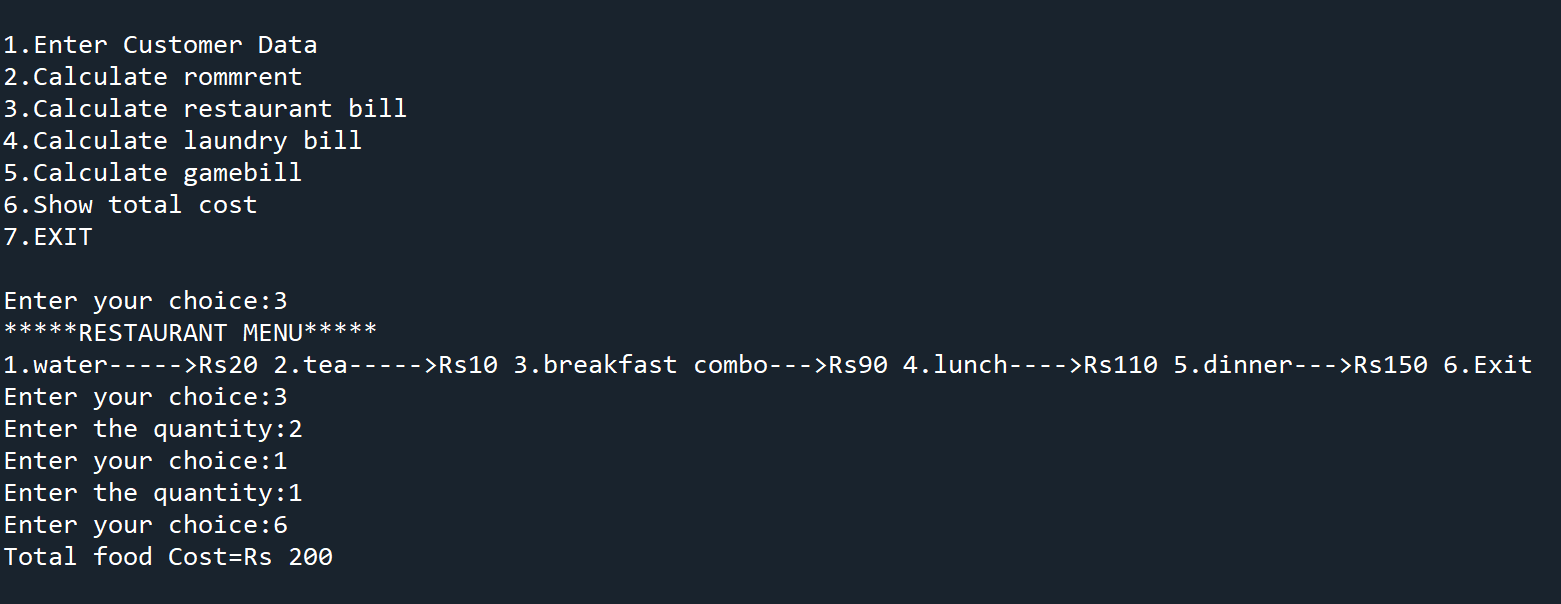 1.Enter Customer Data
2.Calculate rommrent
3.Calculate restaurant bill
4.Calculate laundry bill
5.Calculate gamebill
6.Show total cost
7.EXIT
Enter your choice:3
*****RESTAURANT MENU*****
1.water----->Rs20 2.tea----->Rs10 3.breakfast combo--->Rs90 4.lunch---->Rs110 5.dinner--->Rs150 6.Exit
Enter your choice:3
Enter the quantity:2
Enter your choice:1
Enter the quantity:1
Enter your choice:6
Total food Cost=Rs 200